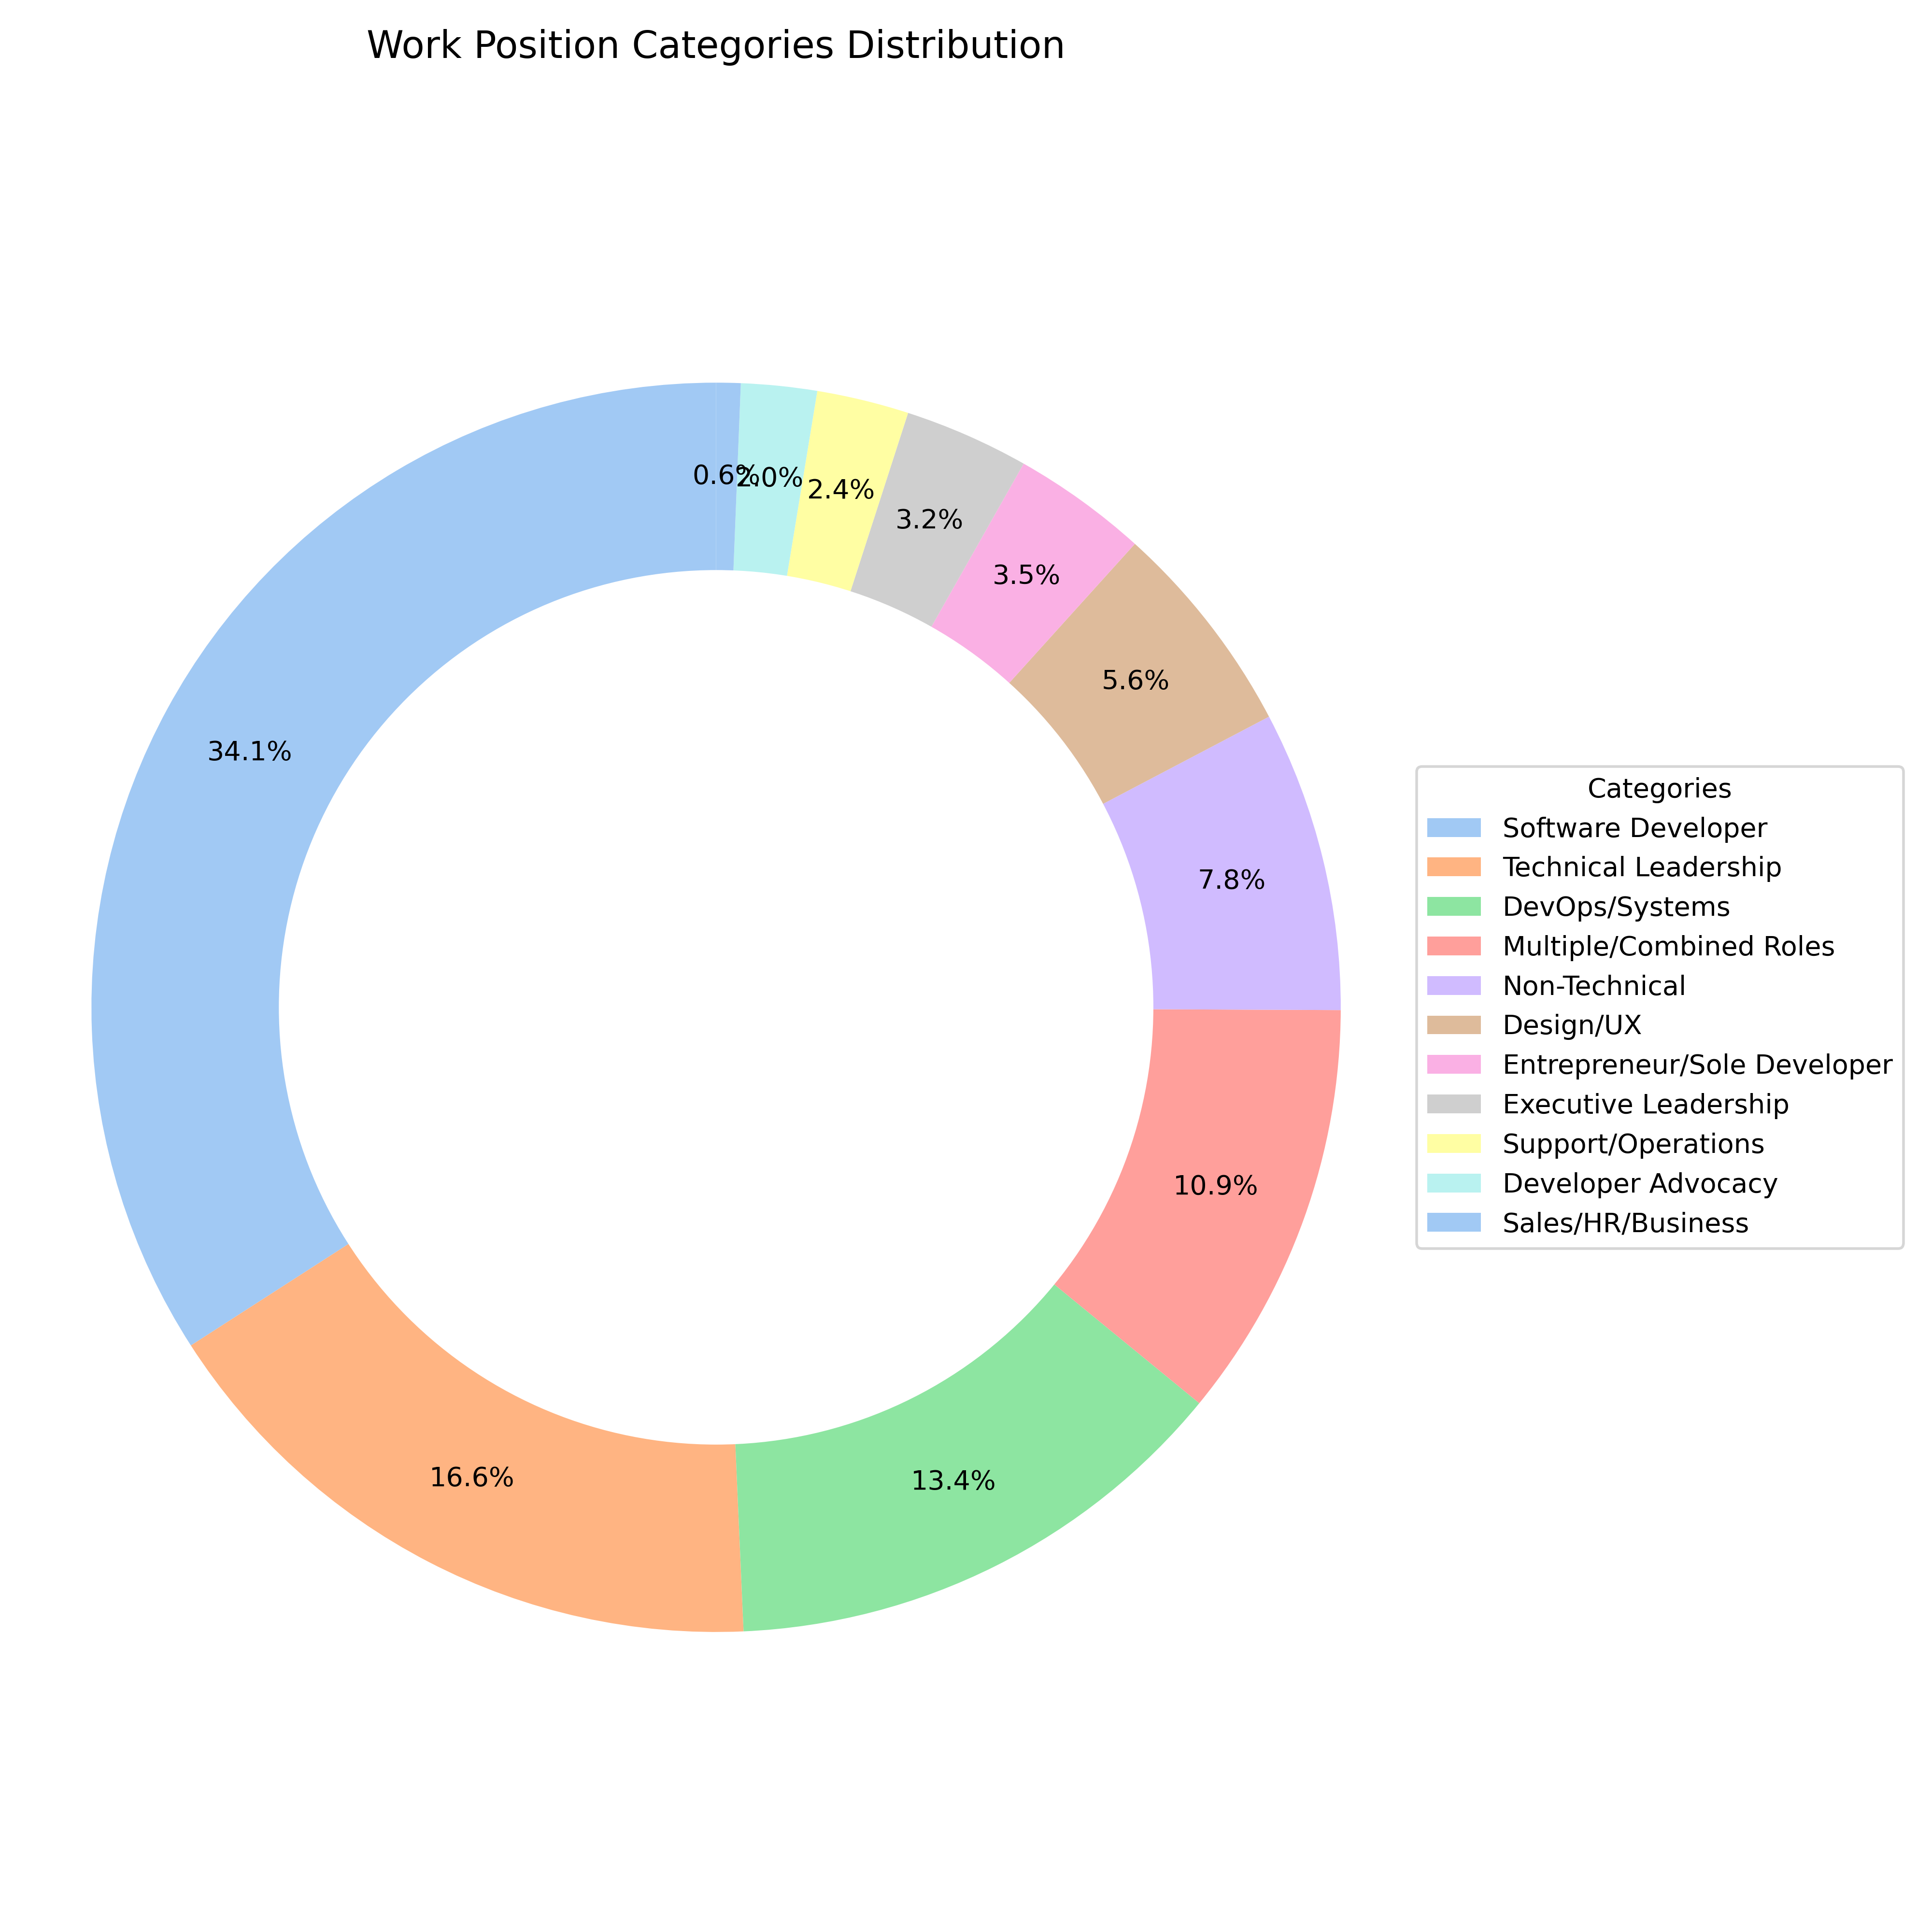 Work Position Categories Distribution
0.6%
2.0%
2.4%
3.2%
3.5%
5.6%
34.1%
7.8%
10.9%
16.6%
13.4%
Categories
Software Developer
Technical Leadership
DevOps/Systems
Multiple/Combined Roles
Non-Technical
Design/UX
Entrepreneur/Sole Developer
Executive Leadership
Support/Operations
Developer Advocacy
Sales/HR/Business